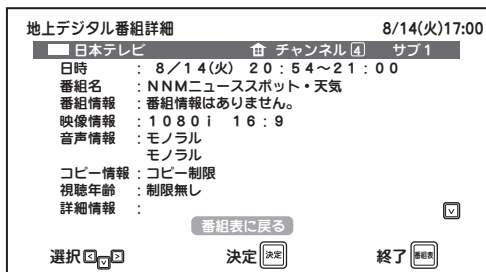 地上デジタル番組詳細 8/14(火)17:00
日本テレビ チャンネル 4 サブ1
日時 : 8／14(火) 20:54～21:00
番組名 : NNMニューススポット・天気
番組情報 : 番組情報はありません。
映像情報 : 1080i 16:9
音声情報 : モノラル
モノラル
コピー情報 : コピー制限
視聴年齢 : 制限無し
詳細情報 :
番組表に戻る
選択 決定 決定 終了 番組表